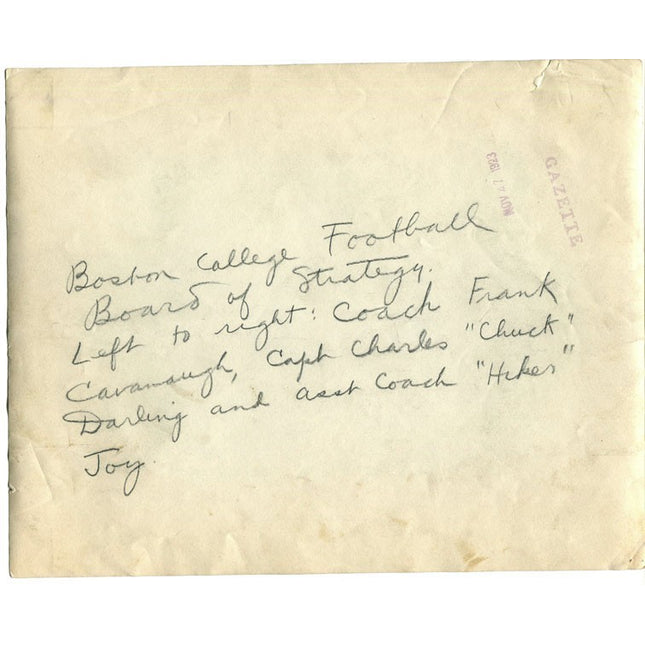 GAZETTE
NOV 17 1923
Boston College Football
Board of Strategy.
Left to right: Coach Frank
Cavanaugh, Capt Charles "Chuck"
Darling and asst Coach "Hiker"
Joy.